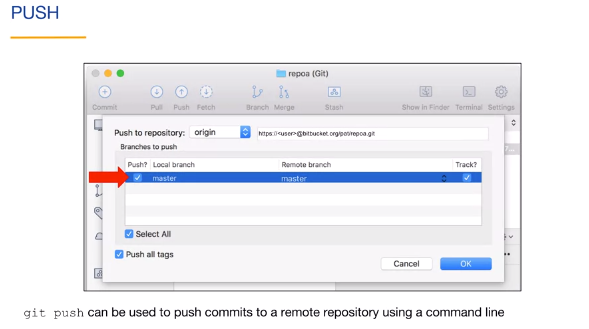 PUSH
repoa (Git)
Commit Pull Push Fetch Branch Merge Stash Show in Finder Terminal Settings
Push to repository: origin https://<user>@bitbucket.org/pot/repoa.git
Branches to push
Push? Local branch Remote branch Track?
master master
Select All
Push all tags
Cancel OK
git push can be used to push commits to a remote repository using a command line